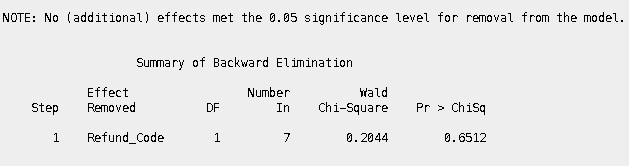 NOTE: No (additional) effects met the 0.05 significance level for removal from the model.
Summary of Backward Elimination
Effect Number Wald
Step Removed DF In Chi-Square Pr > ChiSq
1 Refund_Code 1 7 0.2044 0.6512